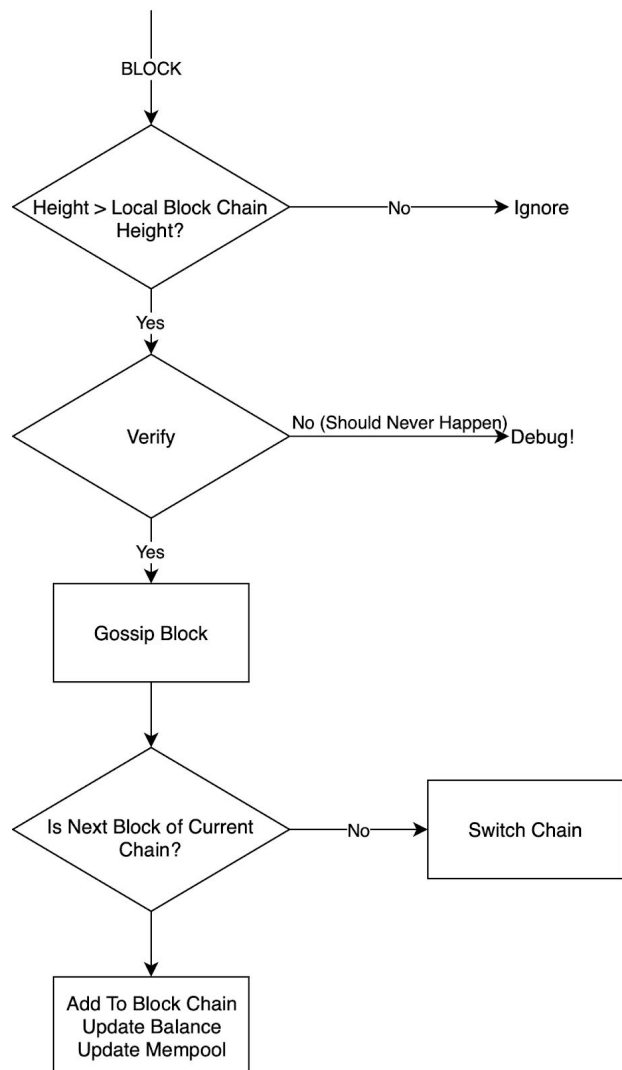 BLOCK
Height > Local Block Chain
Height?
No
Ignore
Yes
Verify
No (Should Never Happen)
Debug!
Yes
Gossip Block
Is Next Block of Current
Chain?
No
Switch Chain
Add To Block Chain
Update Balance
Update Mempool